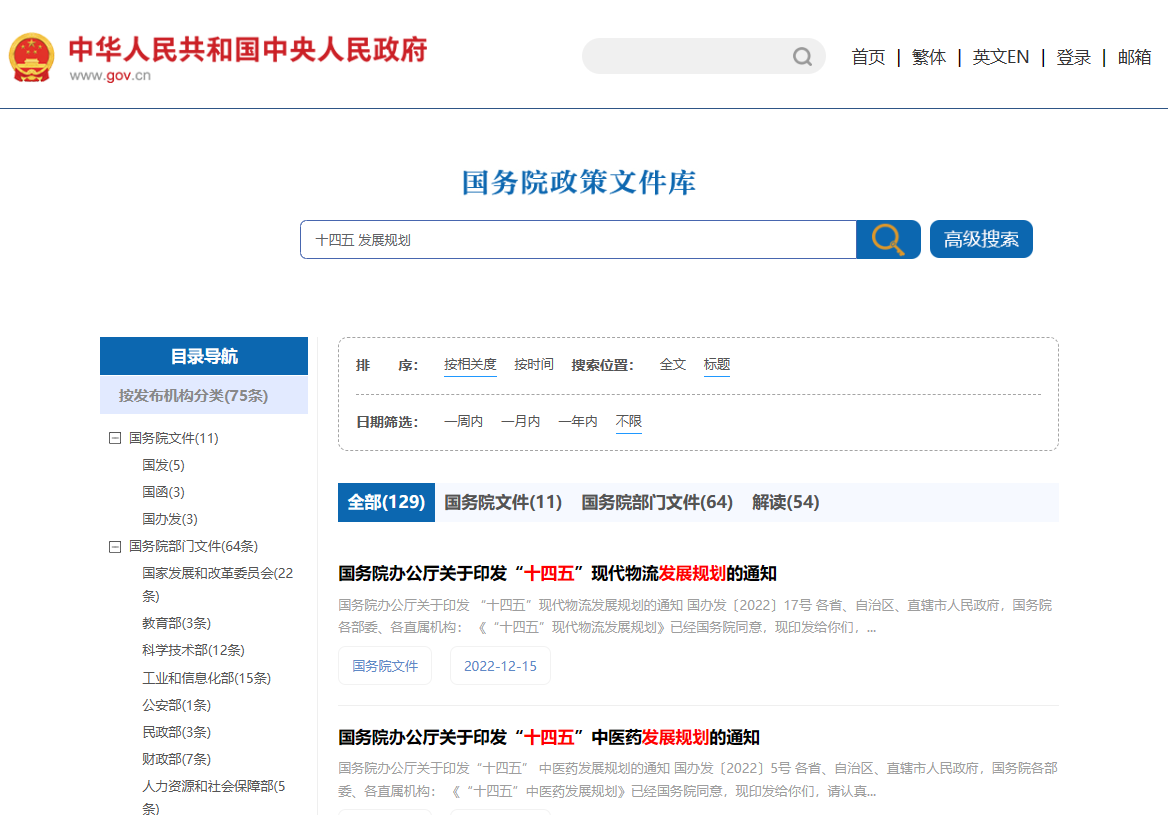 中华人民共和国中央人民政府
www.gov.cn
首页 | 繁体 | 英文EN | 登录 | 邮箱
国务院政策文件库
十四五 发展规划
高级搜索
目录导航
按发布机构分类(75条)
国务院文件(11)
国发(5)
国函(3)
国办发(3)
国务院部门文件(64条)
国家发展和改革委员会(22
条)
教育部(3条)
科学技术部(12条)
工业和信息化部(15条)
公安部(1条)
民政部(3条)
财政部(7条)
人力资源和社会保障部(5
条)
排 序： 按相关度 按时间 搜索位置： 全文 标题
日期筛选： 一周内 一月内 一年内 不限
全部(129) 国务院文件(11) 国务院部门文件(64) 解读(54)
国务院办公厅关于印发“十四五”现代物流发展规划的通知
国务院办公厅关于印发 “十四五”现代物流发展规划的通知 国办发〔2022〕17号 各省、自治区、直辖市人民政府，国务院
各部委、各直属机构： 《“十四五”现代物流发展规划》已经国务院同意，现印发给你们，...
国务院文件 2022-12-15
国务院办公厅关于印发“十四五”中医药发展规划的通知
国务院办公厅关于印发“十四五” 中医药发展规划的通知 国办发〔2022〕5号 各省、自治区、直辖市人民政府，国务院各部
委、各直属机构： 《“十四五”中医药发展规划》已经国务院同意，现印发给你们，请认真...